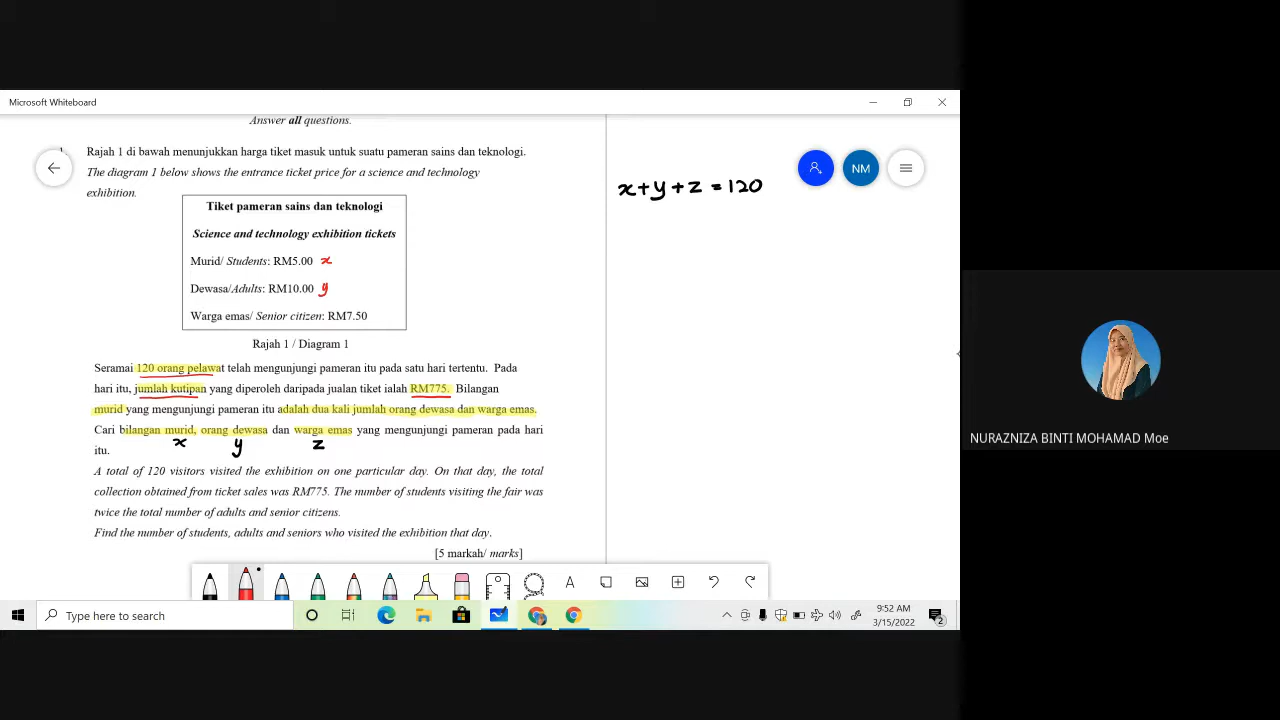 Microsoft Whiteboard
Answer all questions.
Rajah 1 di bawah menunjukkan harga tiket masuk untuk suatu pameran sains dan teknologi.
The diagram 1 below shows the entrance ticket price for a science and technology
exhibition.
Tiket pameran sains dan teknologi
Science and technology exhibition tickets
Murid/ Students: RM5.00 x
Dewasa/Adults: RM10.00 y
Warga emas/ Senior citizen: RM7.50
Rajah 1 / Diagram 1
Seramai 120 orang pelawat telah mengunjungi pameran itu pada satu hari tertentu. Pada
hari itu, jumlah kutipan yang diperoleh daripada jualan tiket ialah RM775. Bilangan
murid yang mengunjungi pameran itu adalah dua kali jumlah orang dewasa dan warga emas.
Cari bilangan murid, orang dewasa dan warga emas yang mengunjungi pameran pada hari
x y z
itu.
A total of 120 visitors visited the exhibition on one particular day. On that day, the total
collection obtained from ticket sales was RM775. The number of students visiting the fair was
twice the total number of adults and senior citizens.
Find the number of students, adults and seniors who visited the exhibition that day.
[5 markah/ marks]
x+y+z =120
NM
NURAZNIZA BINTI MOHAMAD Moe
A
Type here to search
9:52 AM
3/15/2022
2